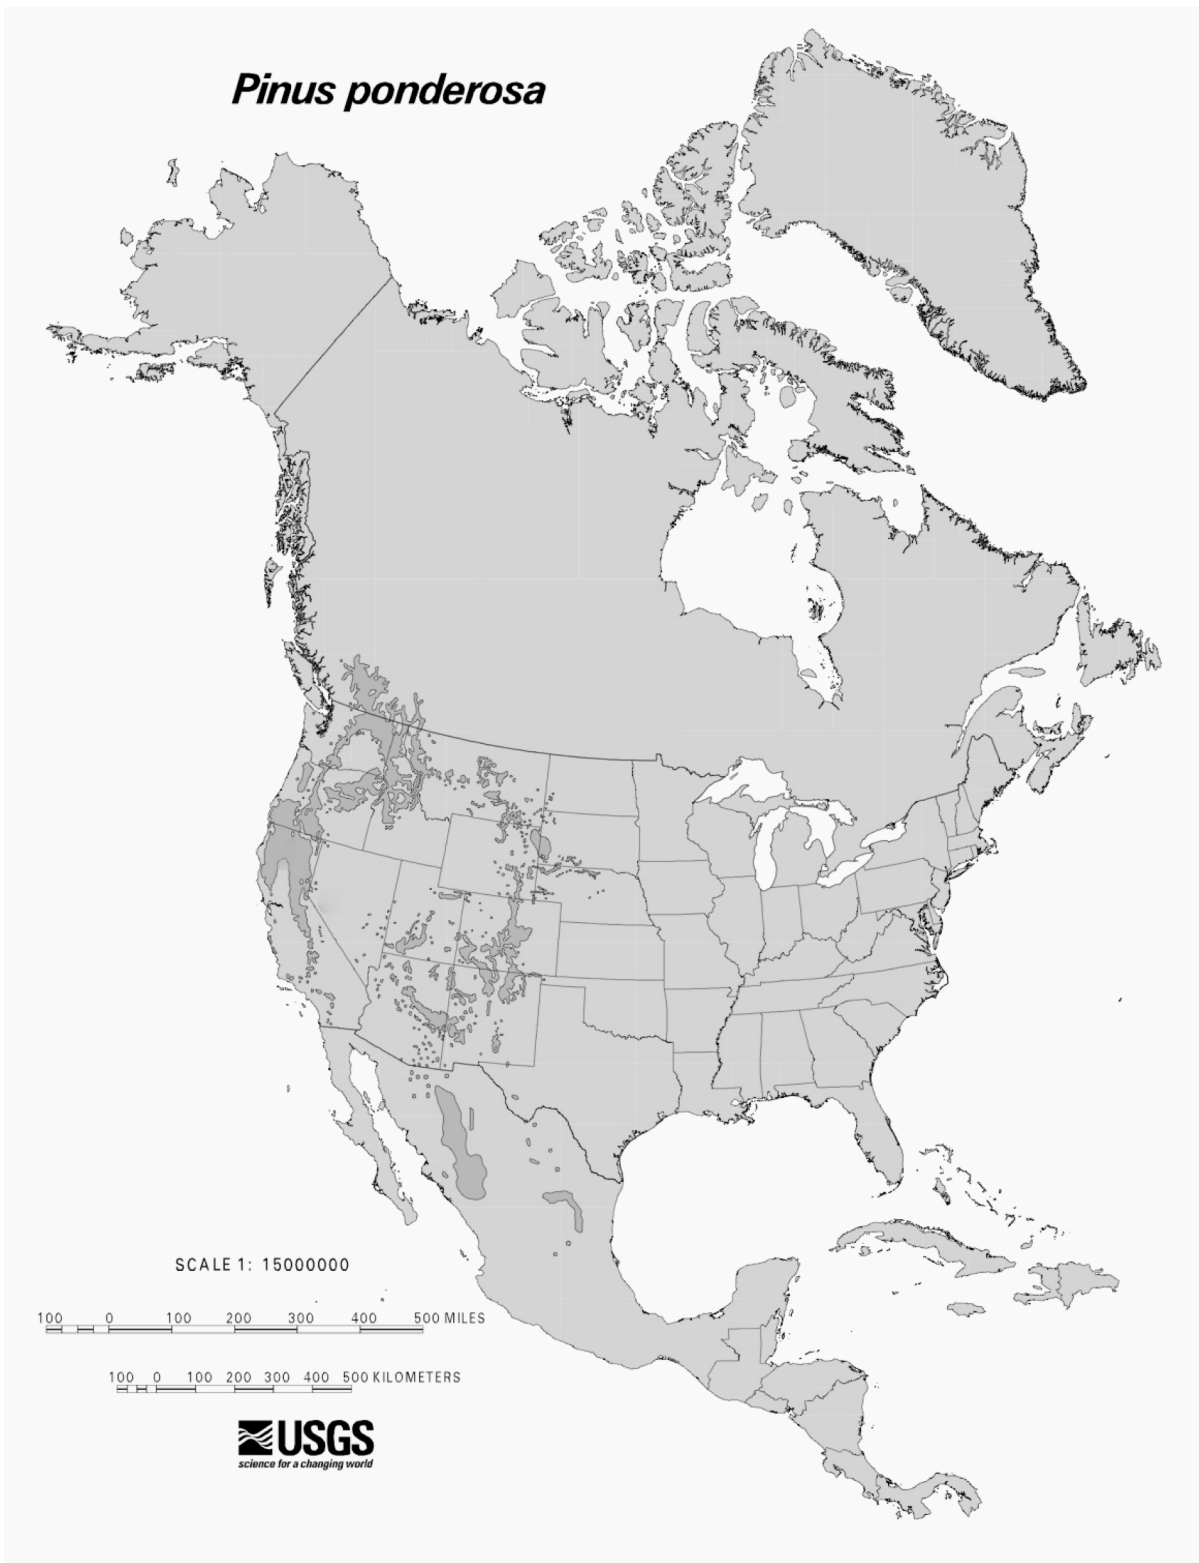 Pinus ponderosa
SCALE 1: 15000000
100 0 100 200 300 400 500 MILES
100 0 100 200 300 400 500 KILOMETERS
USGS
science for a changing world